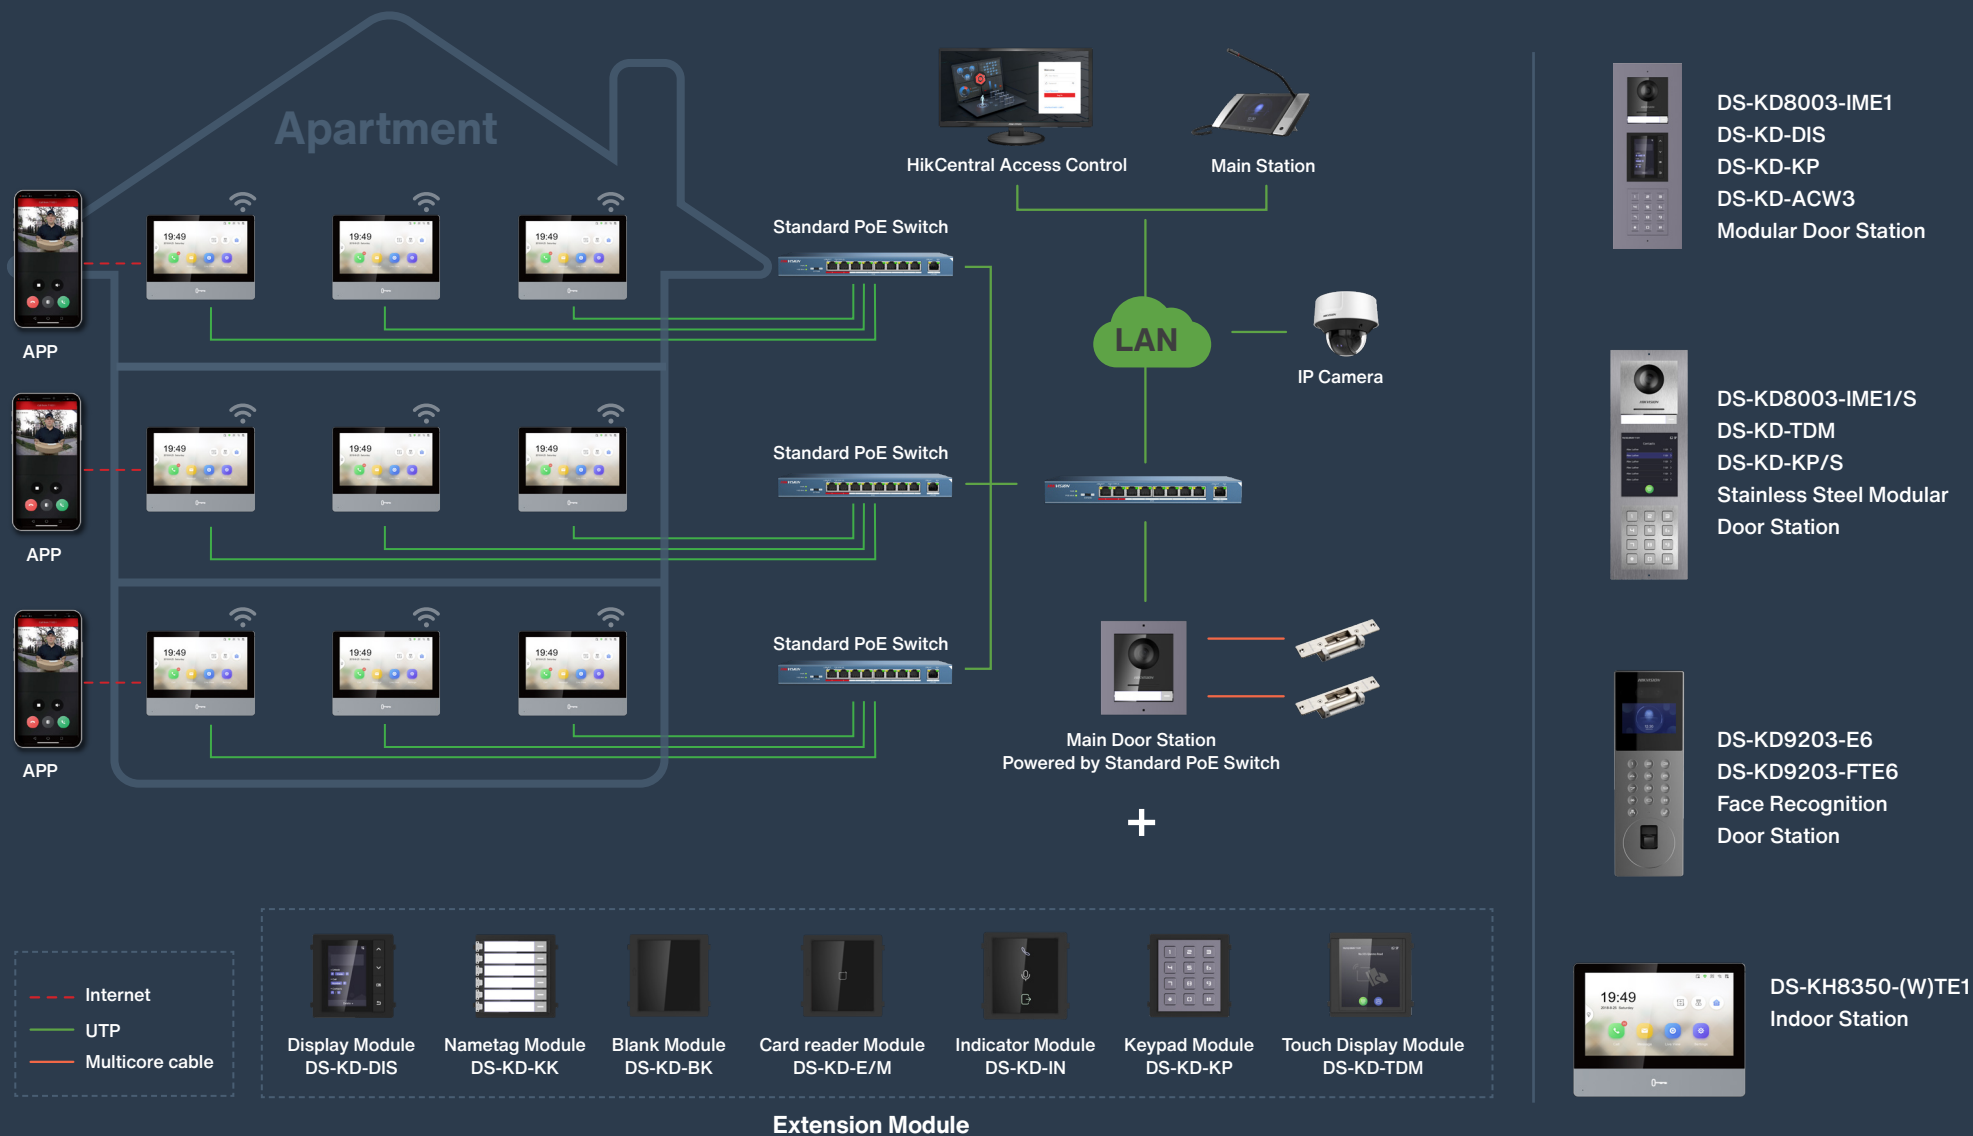 Apartment
HikCentral Access Control
Main Station
Standard PoE Switch
19:49
19:49
19:49
APP
LAN
IP Camera
Standard PoE Switch
19:49
19:49
19:49
APP
Standard PoE Switch
19:49
19:49
19:49
APP
Main Door Station
Powered by Standard PoE Switch
+
Internet
UTP
Multicore cable
Display Module
DS-KD-DIS
Nametag Module
DS-KD-KK
Blank Module
DS-KD-BK
Card reader Module
DS-KD-E/M
Indicator Module
DS-KD-IN
Keypad Module
DS-KD-KP
Touch Display Module
DS-KD-TDM
Extension Module
DS-KD8003-IME1
DS-KD-DIS
DS-KD-KP
DS-KD-ACW3
Modular Door Station
DS-KD8003-IME1/S
DS-KD-TDM
DS-KD-KP/S
Stainless Steel Modular
Door Station
DS-KD9203-E6
DS-KD9203-FTE6
Face Recognition
Door Station
19:49
DS-KH8350-(W)TE1
Indoor Station